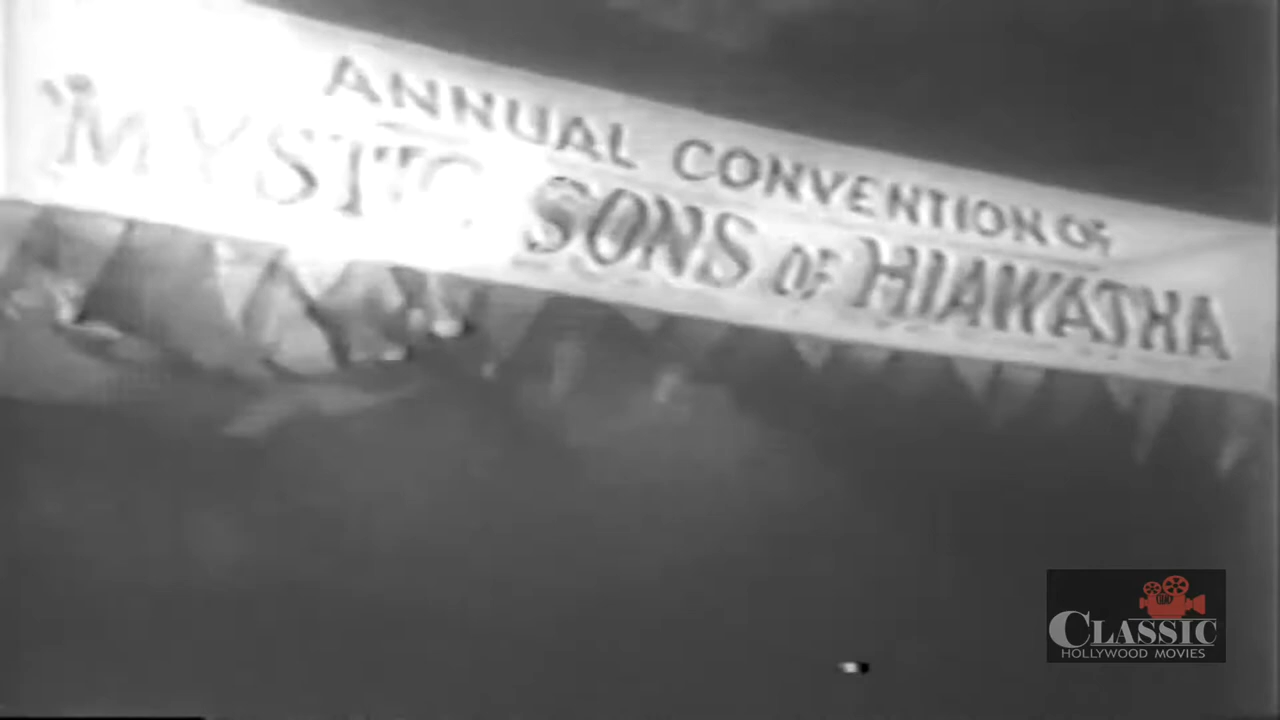 ANNUAL CONVENTION OF
MYSTIC SONS OF HIAWATHA
CLASSIC
HOLLYWOOD MOVIES